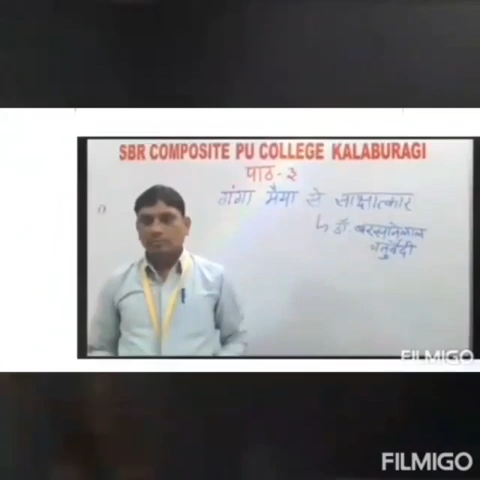 SBR COMPOSITE PU COLLEGE KALABURAGI
पाठ - २
गंगा मैया से साक्षात्कार
डॉ. बरसानेलाल
चतुर्वेदी
FILMIGO
FILMIGO